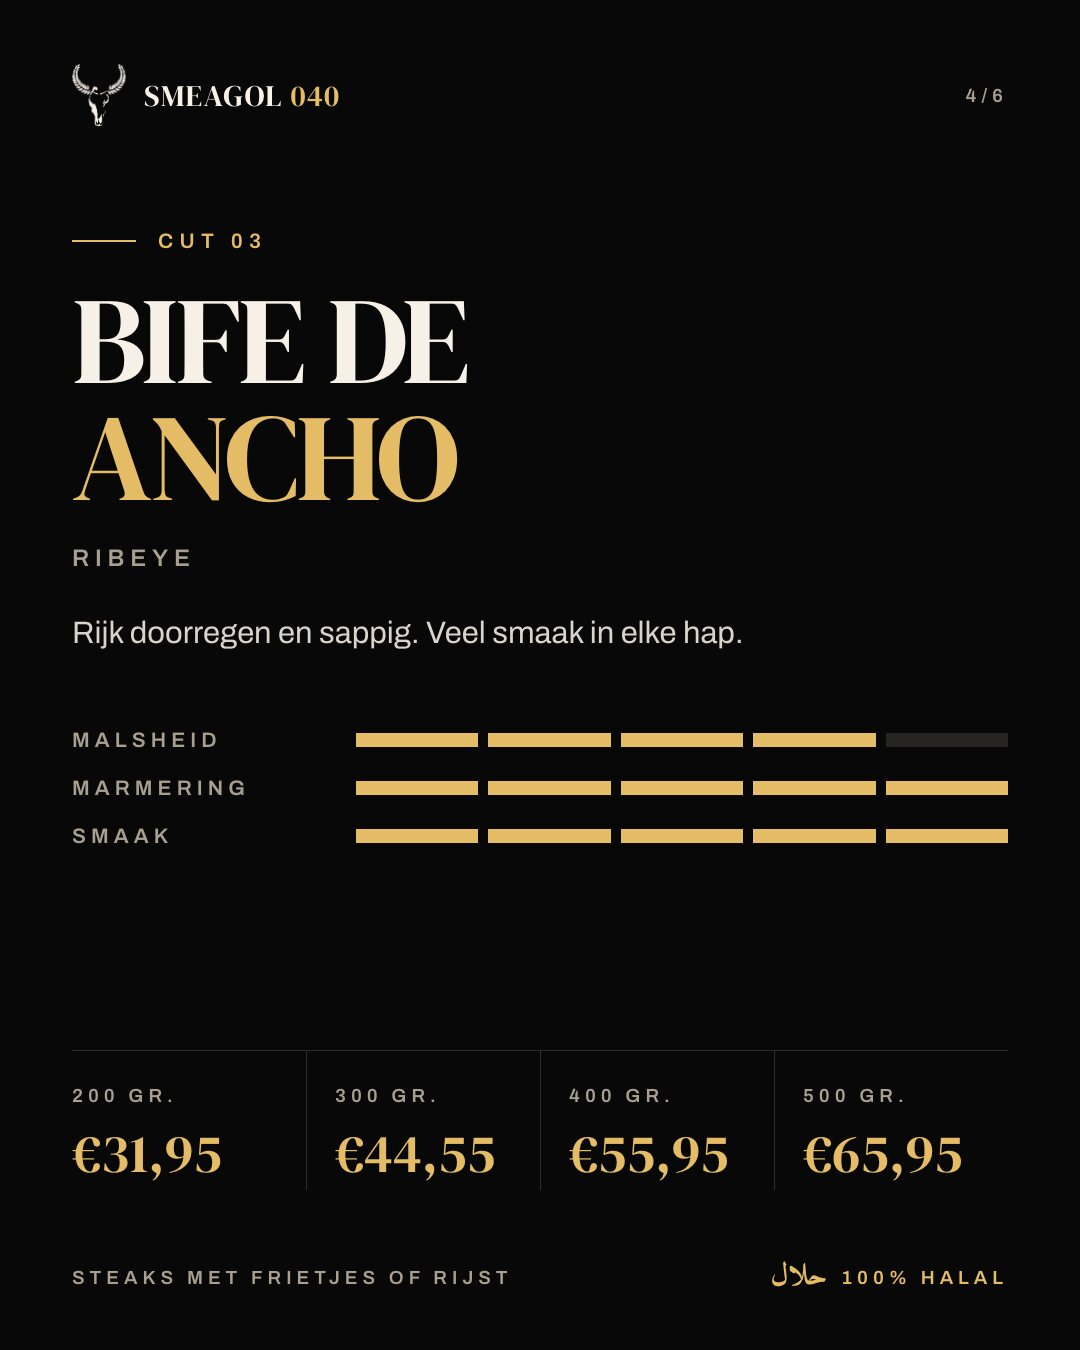 SMEAGOL 040
4/6
CUT 03
BIFE DE
ANCHO
RIBEYE
Rijk doorregen en sappig. Veel smaak in elke hap.
MALSHEID
MARMERING
SMAAK
200 GR. 300 GR. 400 GR. 500 GR.
€31,95 €44,55 €55,95 €65,95
STEAKS MET FRIETJES OF RIJST
حلال 100% HALAL